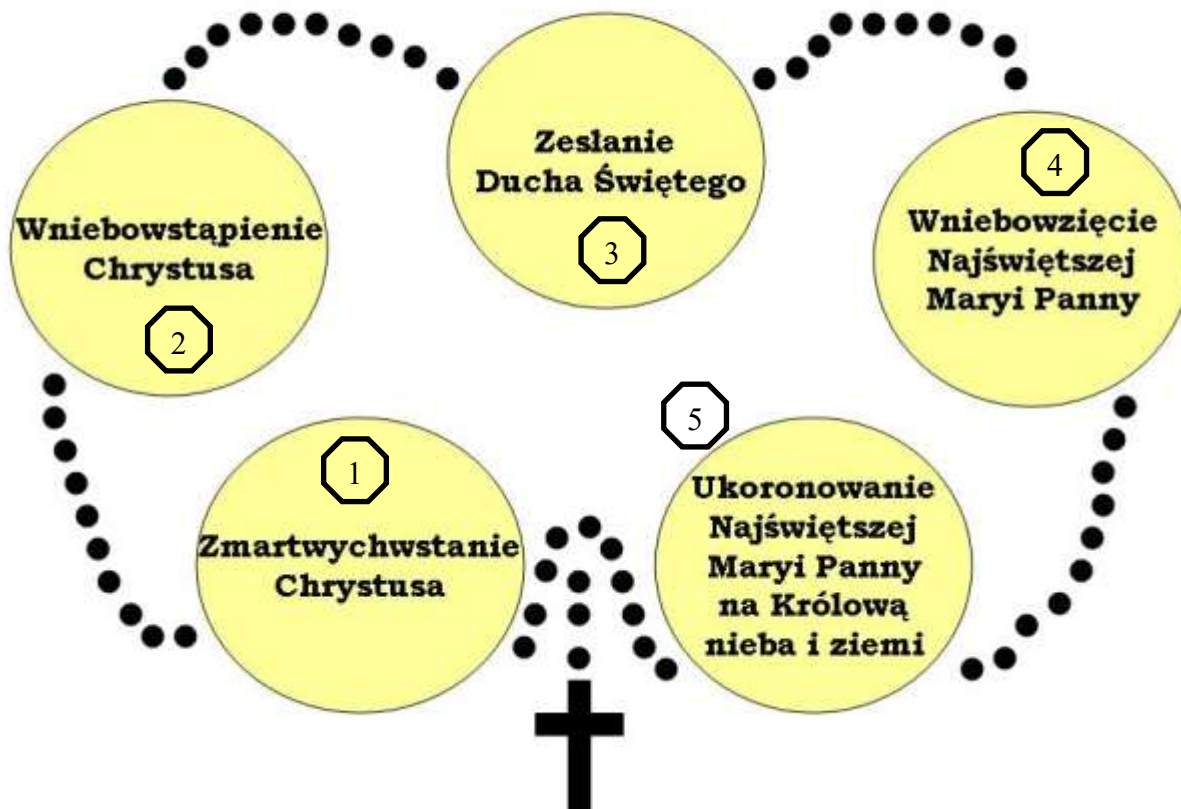 Zesłanie
Ducha Świętego
3
4
Wniebowzięcie
Najświętszej
Maryi Panny
Wniebowstąpienie
Chrystusa
2
1
Zmartwychwstanie
Chrystusa
5
Ukoronowanie
Najświętszej
Maryi Panny
na Królową
nieba i ziemi